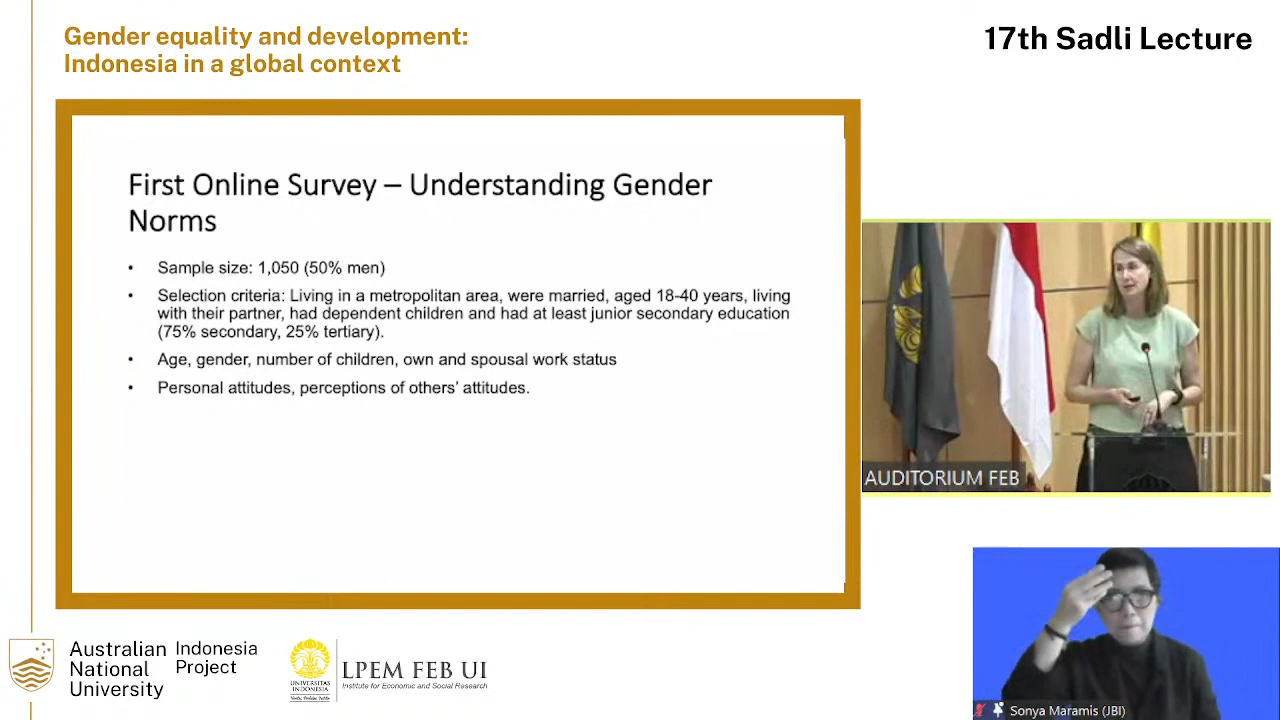 Gender equality and development:
Indonesia in a global context
17th Sadli Lecture
First Online Survey – Understanding Gender
Norms
• Sample size: 1,050 (50% men)
• Selection criteria: Living in a metropolitan area, were married, aged 18-40 years, living
with their partner, had dependent children and had at least junior secondary education
(75% secondary, 25% tertiary).
• Age, gender, number of children, own and spousal work status
• Personal attitudes, perceptions of others' attitudes.
AUDITORIUM FEB
Australian
National
University
Indonesia
Project
UNIVERSITAS
INDONESIA
LPEM FEB UI
Institute for Economic and Social Research
Sonya Maramis (JBI)